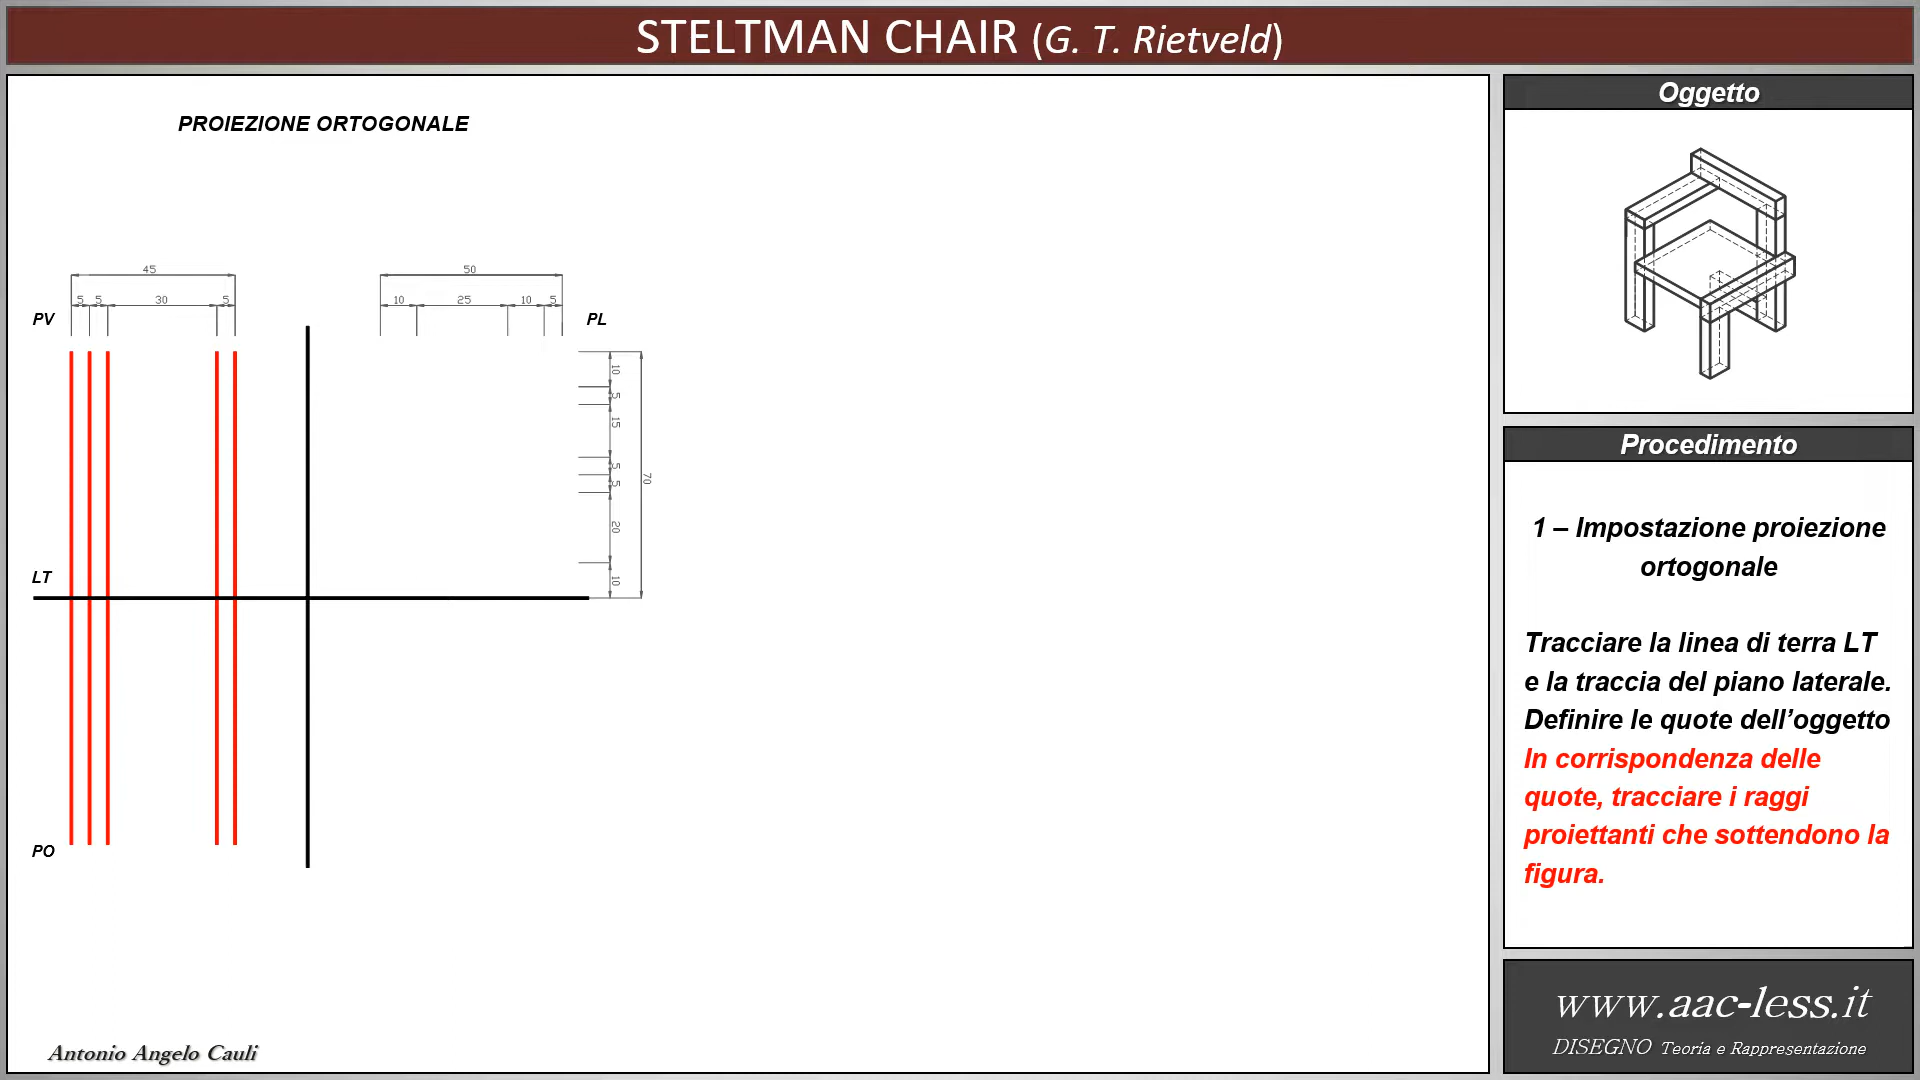 STELTMAN CHAIR (G. T. Rietveld)
PROIEZIONE ORTOGONALE
45
5 5 30 5
50
10 25 10 5
PV
PL
10
5
15
5
5
20
10
70
LT
PO
Antonio Angelo Cauli
Oggetto
Procedimento
1 – Impostazione proiezione
ortogonale
Tracciare la linea di terra LT
e la traccia del piano laterale.
Definire le quote dell’oggetto
In corrispondenza delle
quote, tracciare i raggi
proiettanti che sottendono la
figura.
www.aac-less.it
DISEGNO Teoria e Rappresentazione